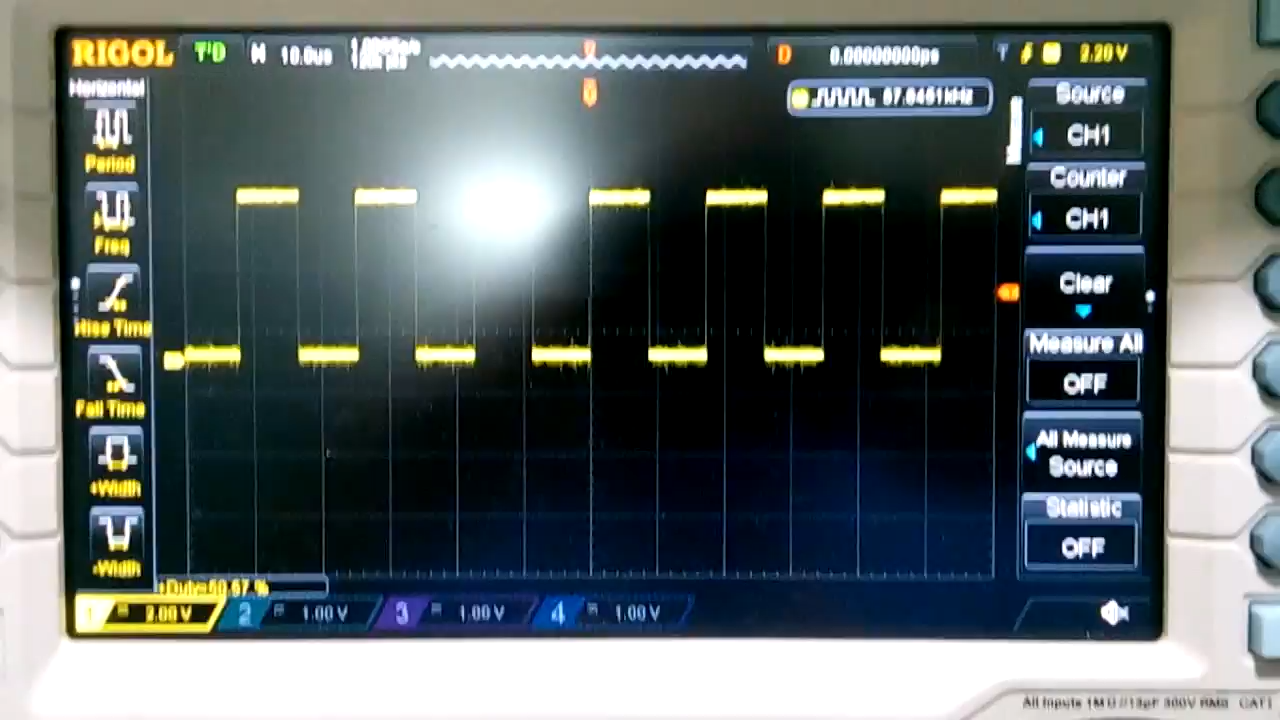 RIGOL T'D M 10.0us D 0.00000000ps T 2.20 V
Horizontal
Period
Freq
Rise Time
Fall Time
+Width
-Width
Source
CH1
Counter
CH1
Clear
Measure All
OFF
All Measure
Source
Statistic
OFF
1 2.00 V 2 1.00 V 3 1.00 V 4 1.00 V
All Inputs